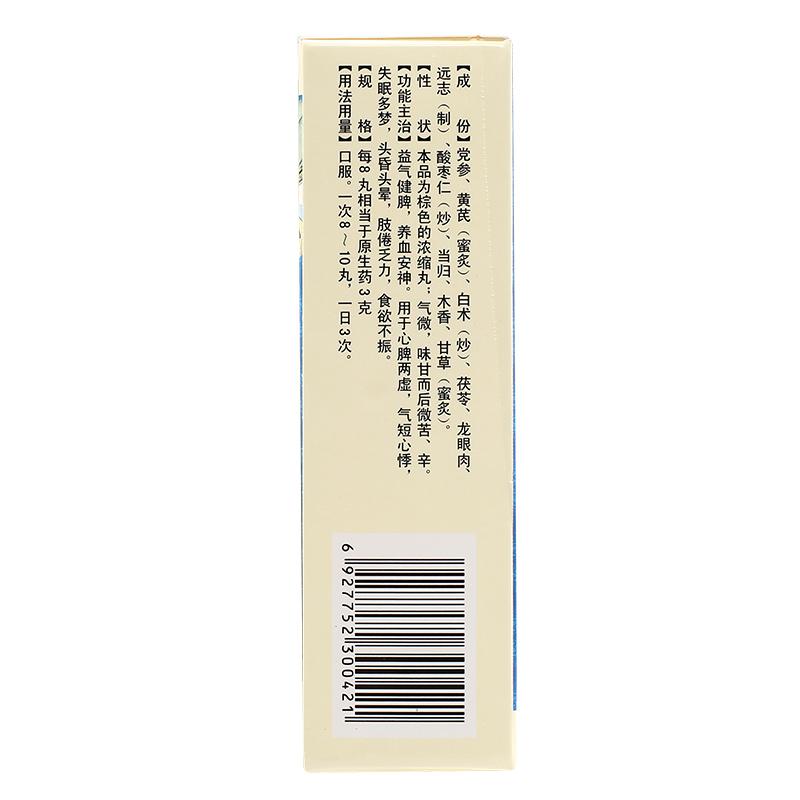 【成　份】党参、黄芪（蜜炙）、白术（炒）、茯苓、龙眼肉、
远志（制）、酸枣仁（炒）、当归、木香、甘草（蜜炙）。
【性　状】本品为棕色的浓缩丸；气微，味甘而后微苦、辛。
【功能主治】益气健脾，养血安神。用于心脾两虚，气短心悸，
失眠多梦，头昏头晕，肢倦乏力，食欲不振。
【规　格】每8丸相当于原生药3克
【用法用量】口服。一次8～10丸，一日3次。
6 927752 300421